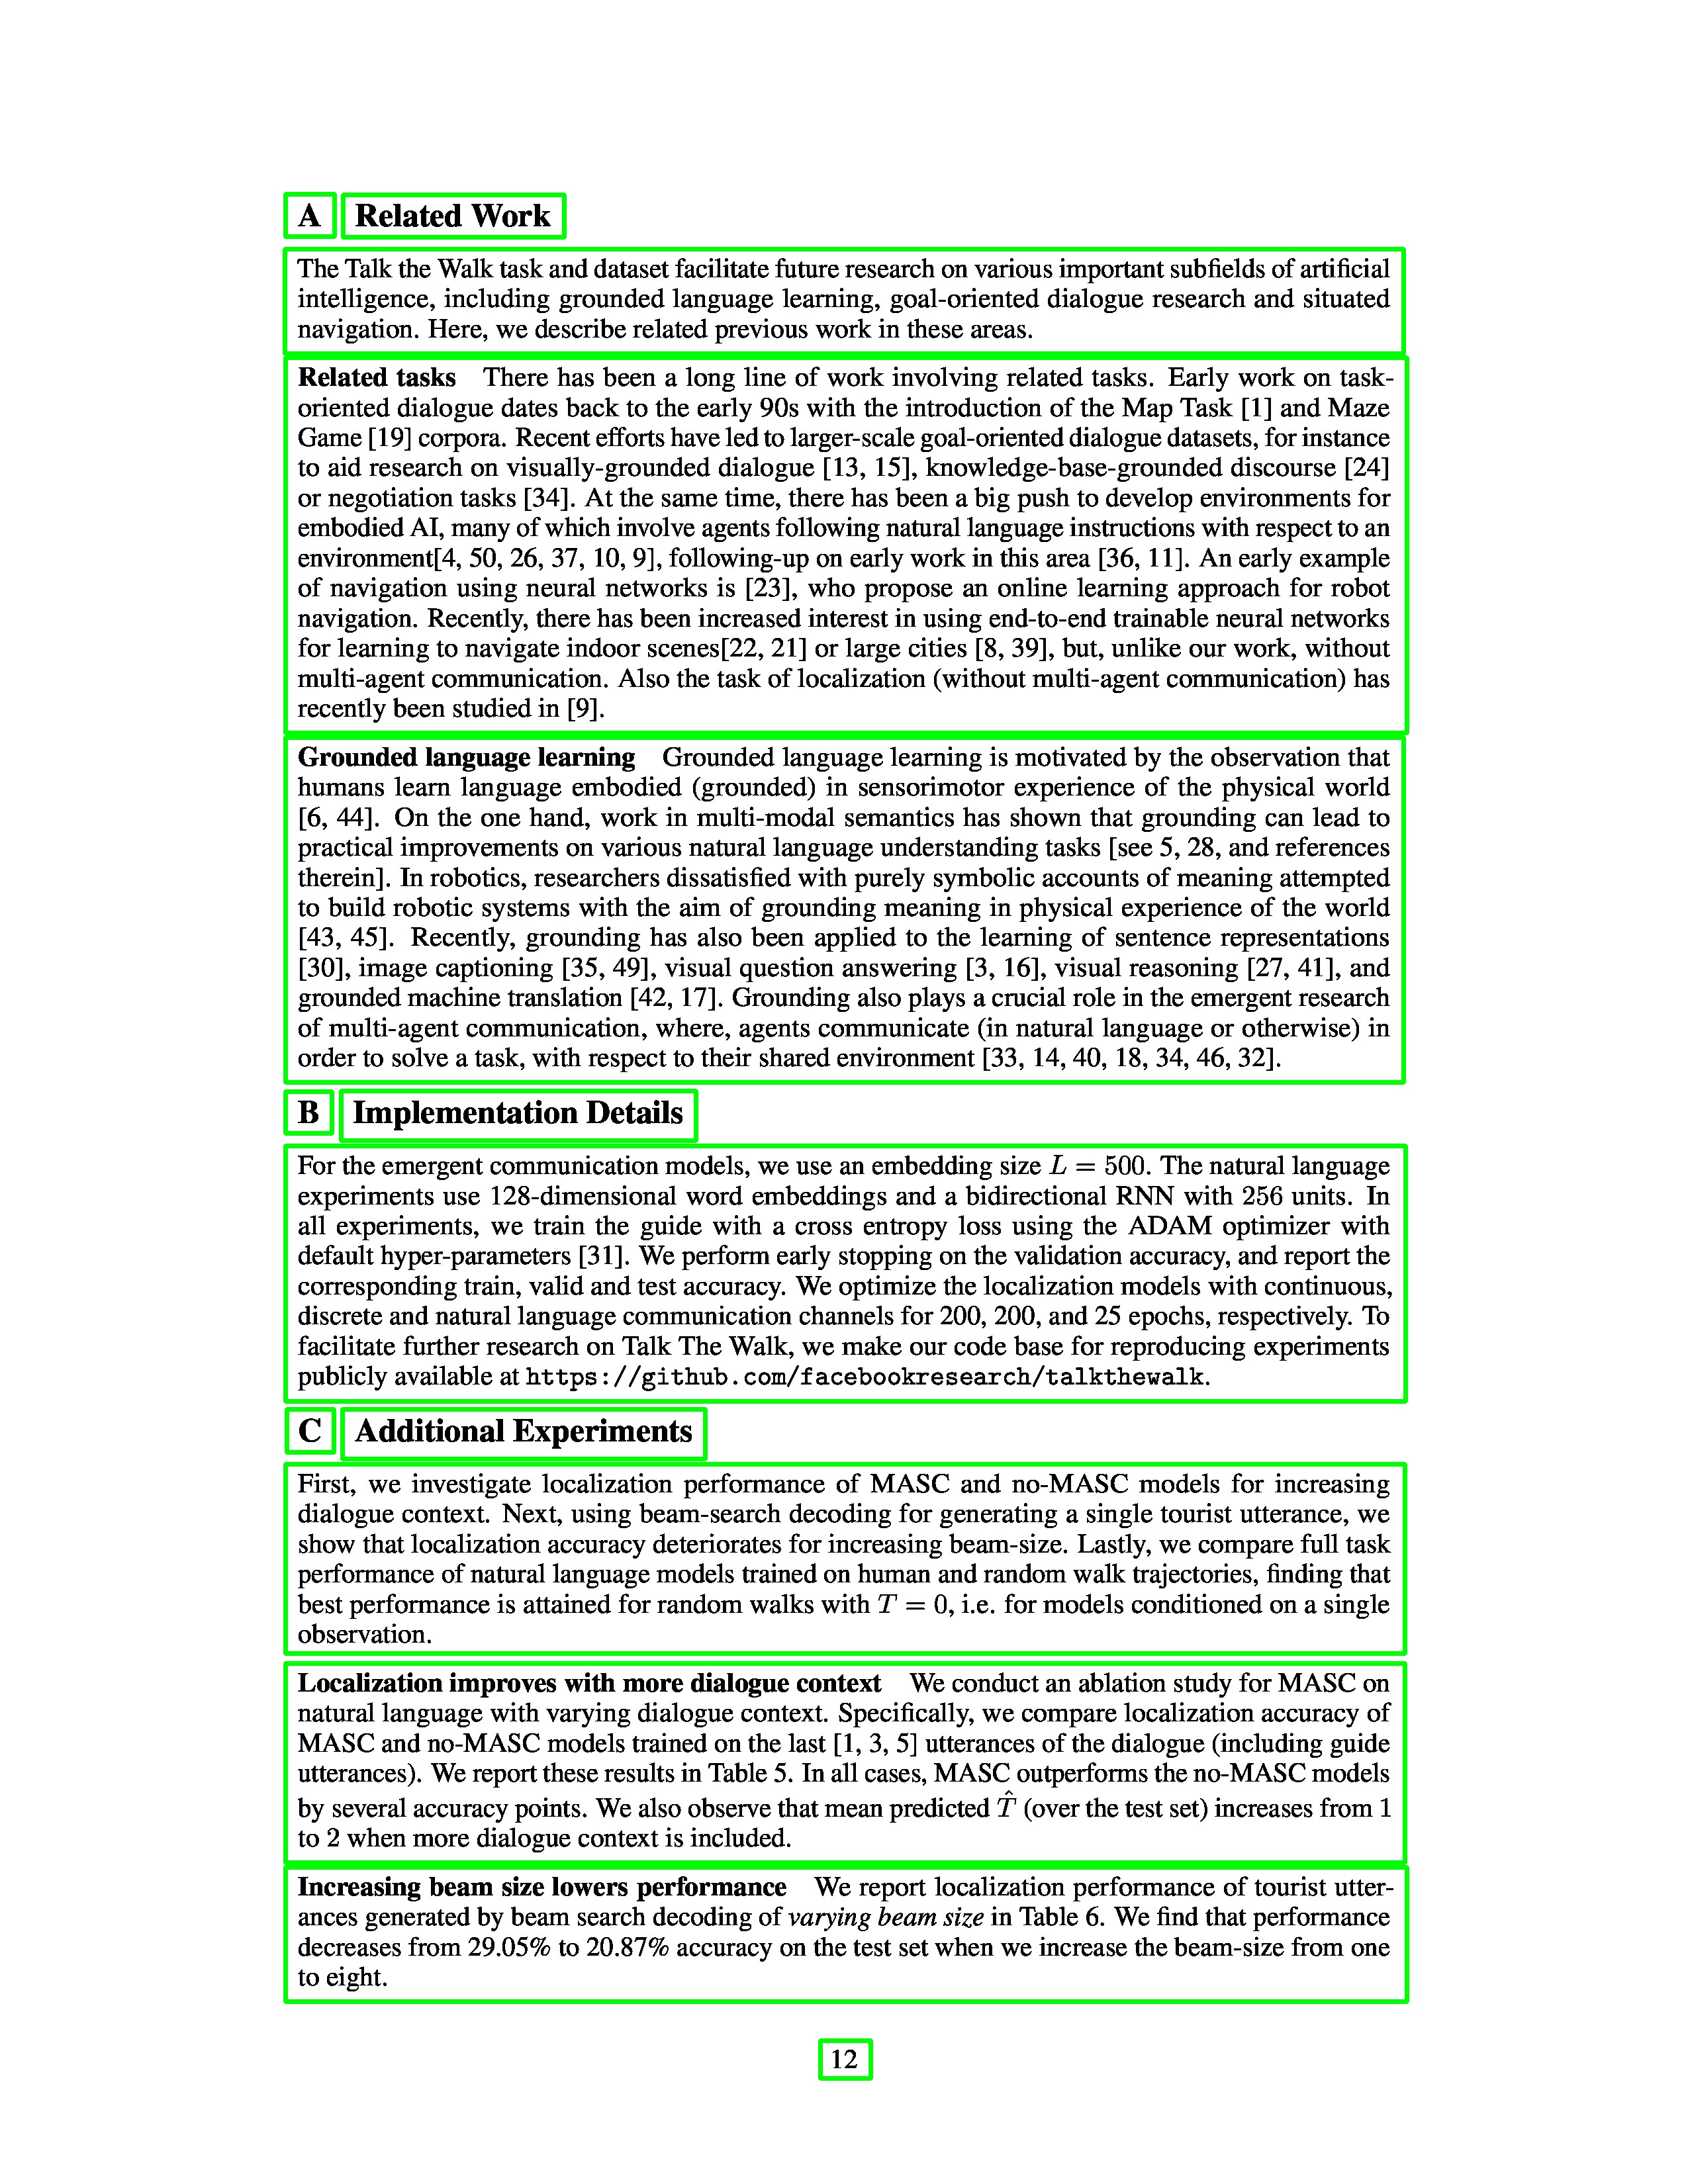 A Related Work
The Talk the Walk task and dataset facilitate future research on various important subfields of artificial
intelligence, including grounded language learning, goal-oriented dialogue research and situated
navigation. Here, we describe related previous work in these areas.
Related tasks There has been a long line of work involving related tasks. Early work on task-
oriented dialogue dates back to the early 90s with the introduction of the Map Task [1] and Maze
Game [19] corpora. Recent efforts have led to larger-scale goal-oriented dialogue datasets, for instance
to aid research on visually-grounded dialogue [13, 15], knowledge-base-grounded discourse [24]
or negotiation tasks [34]. At the same time, there has been a big push to develop environments for
embodied AI, many of which involve agents following natural language instructions with respect to an
environment[4, 50, 26, 37, 10, 9], following-up on early work in this area [36, 11]. An early example
of navigation using neural networks is [23], who propose an online learning approach for robot
navigation. Recently, there has been increased interest in using end-to-end trainable neural networks
for learning to navigate indoor scenes[22, 21] or large cities [8, 39], but, unlike our work, without
multi-agent communication. Also the task of localization (without multi-agent communication) has
recently been studied in [9].
Grounded language learning Grounded language learning is motivated by the observation that
humans learn language embodied (grounded) in sensorimotor experience of the physical world
[6, 44]. On the one hand, work in multi-modal semantics has shown that grounding can lead to
practical improvements on various natural language understanding tasks [see 5, 28, and references
therein]. In robotics, researchers dissatisfied with purely symbolic accounts of meaning attempted
to build robotic systems with the aim of grounding meaning in physical experience of the world
[43, 45]. Recently, grounding has also been applied to the learning of sentence representations
[30], image captioning [35, 49], visual question answering [3, 16], visual reasoning [27, 41], and
grounded machine translation [42, 17]. Grounding also plays a crucial role in the emergent research
of multi-agent communication, where, agents communicate (in natural language or otherwise) in
order to solve a task, with respect to their shared environment [33, 14, 40, 18, 34, 46, 32].
B Implementation Details
For the emergent communication models, we use an embedding size L = 500. The natural language
experiments use 128-dimensional word embeddings and a bidirectional RNN with 256 units. In
all experiments, we train the guide with a cross entropy loss using the ADAM optimizer with
default hyper-parameters [31]. We perform early stopping on the validation accuracy, and report the
corresponding train, valid and test accuracy. We optimize the localization models with continuous,
discrete and natural language communication channels for 200, 200, and 25 epochs, respectively. To
facilitate further research on Talk The Walk, we make our code base for reproducing experiments
publicly available at https://github.com/facebookresearch/talkthewalk.
C Additional Experiments
First, we investigate localization performance of MASC and no-MASC models for increasing
dialogue context. Next, using beam-search decoding for generating a single tourist utterance, we
show that localization accuracy deteriorates for increasing beam-size. Lastly, we compare full task
performance of natural language models trained on human and random walk trajectories, finding that
best performance is attained for random walks with T = 0, i.e. for models conditioned on a single
observation.
Localization improves with more dialogue context We conduct an ablation study for MASC on
natural language with varying dialogue context. Specifically, we compare localization accuracy of
MASC and no-MASC models trained on the last [1, 3, 5] utterances of the dialogue (including guide
utterances). We report these results in Table 5. In all cases, MASC outperforms the no-MASC models
by several accuracy points. We also observe that mean predicted T̂ (over the test set) increases from 1
to 2 when more dialogue context is included.
Increasing beam size lowers performance We report localization performance of tourist utter-
ances generated by beam search decoding of varying beam size in Table 6. We find that performance
decreases from 29.05% to 20.87% accuracy on the test set when we increase the beam-size from one
to eight.
12